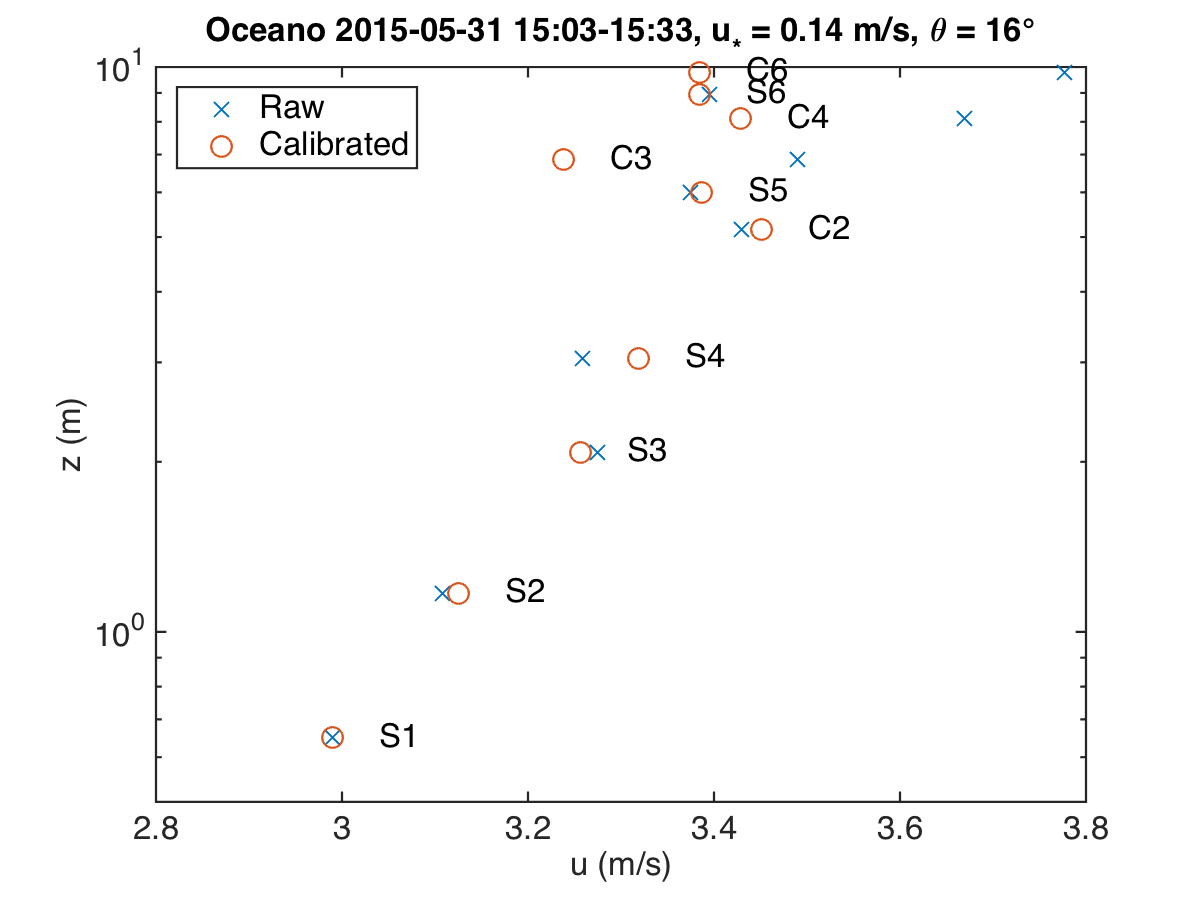 Oceano 2015-05-31 15:03-15:33, u* = 0.14 m/s, θ = 16°
10^1
Raw
Calibrated
C6
S6
C4
C3
S5
C2
S4
S3
S2
10^0
S1
z (m)
2.8 3 3.2 3.4 3.6 3.8
u (m/s)